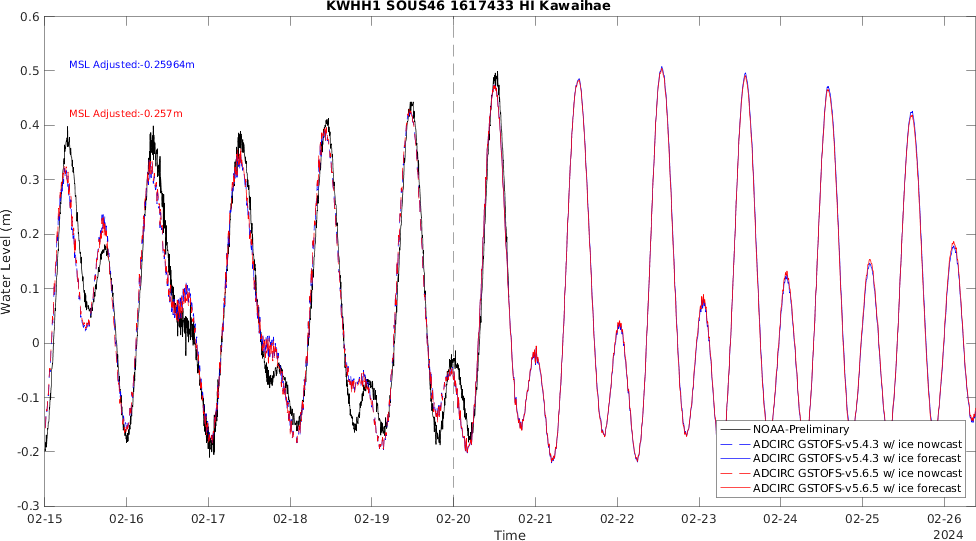 KWHH1 SOUS46 1617433 HI Kawaihae
0.6
0.5
0.4
0.3
0.2
0.1
0
-0.1
-0.2
-0.3
Water Level (m)
MSL Adjusted:-0.25964m
MSL Adjusted:-0.257m
NOAA-Preliminary
ADCIRC GSTOFS-v5.4.3 w/ ice nowcast
ADCIRC GSTOFS-v5.4.3 w/ ice forecast
ADCIRC GSTOFS-v5.6.5 w/ ice nowcast
ADCIRC GSTOFS-v5.6.5 w/ ice forecast
02-15 02-16 02-17 02-18 02-19 02-20 02-21 02-22 02-23 02-24 02-25 02-26
Time
2024